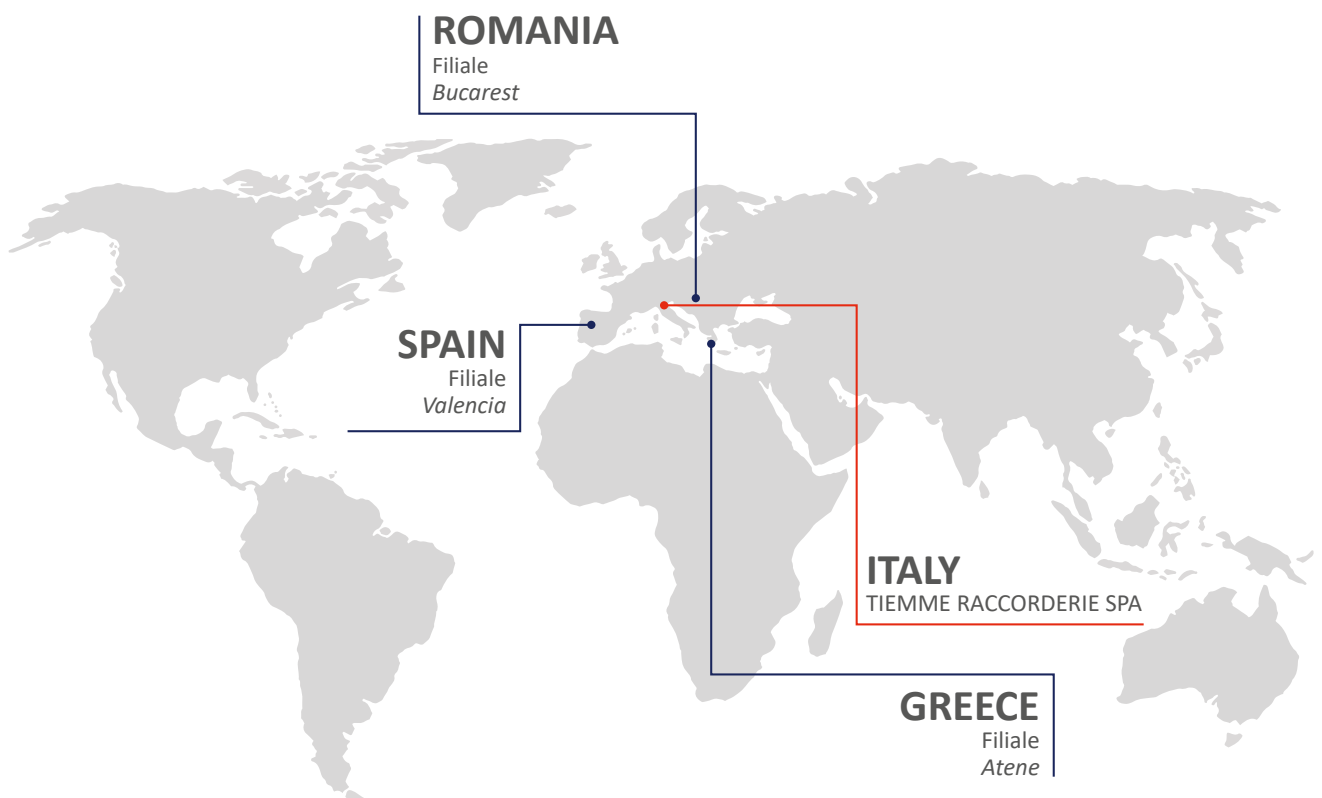 ROMANIA
Filiale
Bucarest
SPAIN
Filiale
Valencia
ITALY
TIEMME RACCORDERIE SPA
GREECE
Filiale
Atene